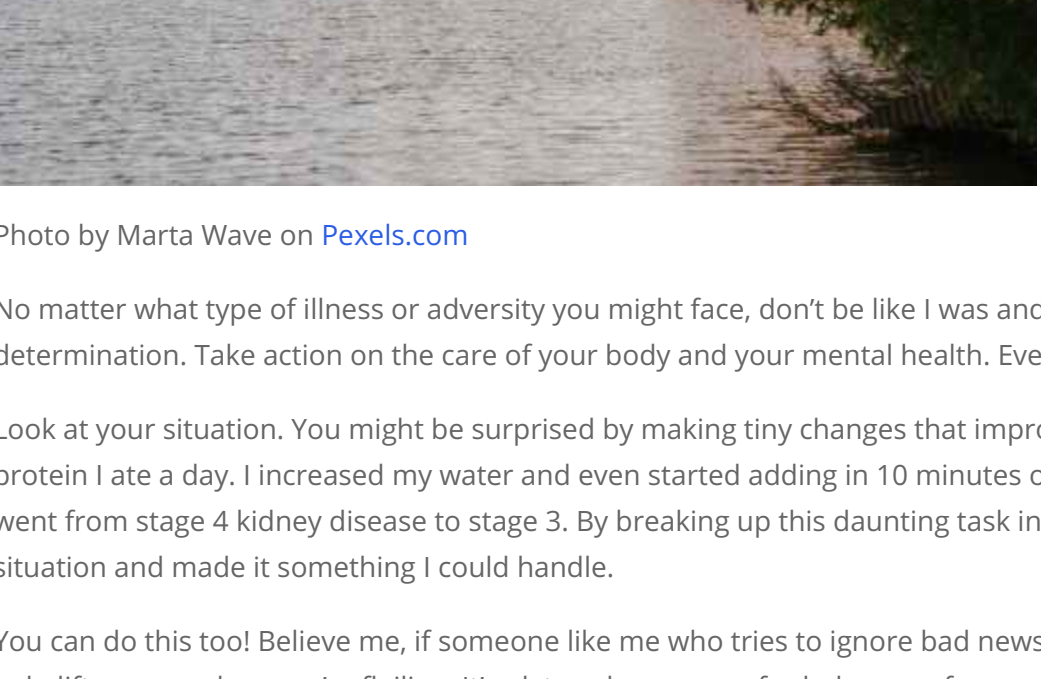 Photo by Marta Wave on Pexels.com
No matter what type of illness or adversity you might face, don’t be like I was and
determination. Take action on the care of your body and your mental health. Eve
Look at your situation. You might be surprised by making tiny changes that impro
protein I ate a day. I increased my water and even started adding in 10 minutes o
went from stage 4 kidney disease to stage 3. By breaking up this daunting task in
situation and made it something I could handle.
You can do this too! Believe me, if someone like me who tries to ignore bad news